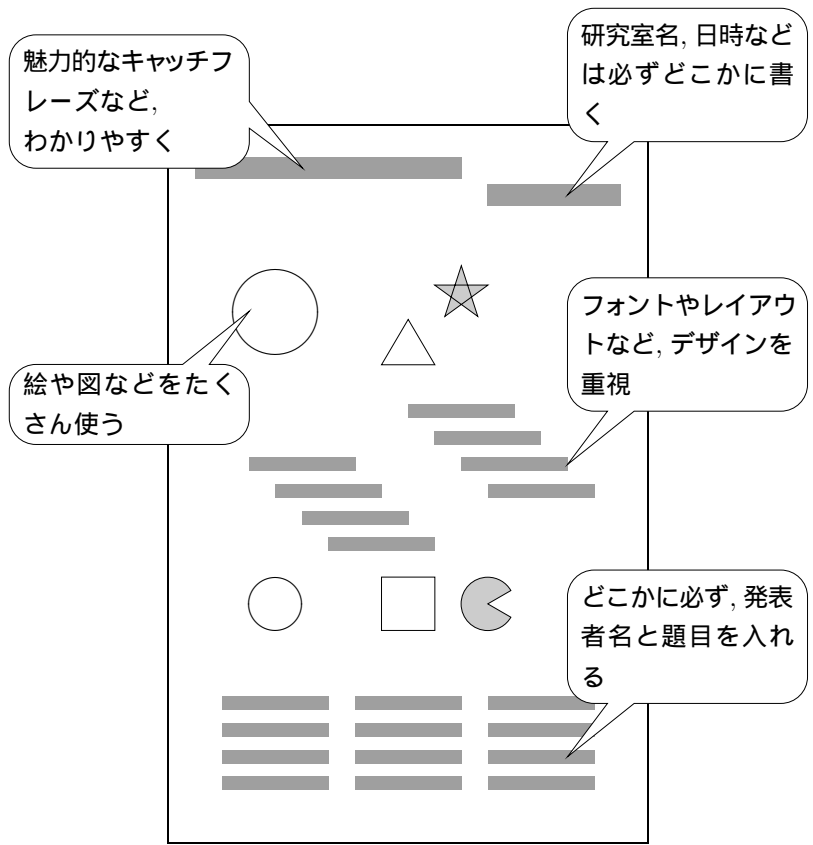 魅力的なキャッチフ
レーズなど,
わかりやすく
研究室名, 日時など
は必ずどこかに書
く
フォントやレイアウ
トなど, デザインを
重視
絵や図などをたく
さん使う
どこかに必ず, 発表
者名と題目を入れ
る